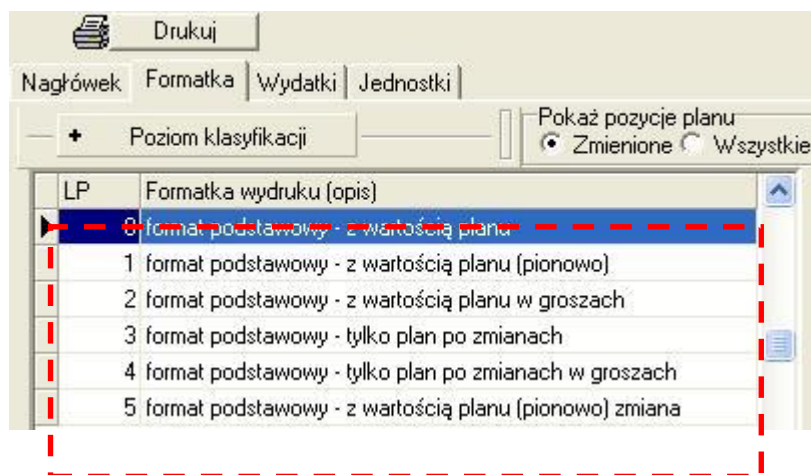 Drukuj
Nagłówek Formatka Wydatki Jednostki
+ Poziom klasyfikacji
Pokaż pozycje planu
Zmienione Wszystkie
LP Formatka wydruku (opis)
0 format podstawowy - z wartością planu
1 format podstawowy - z wartością planu (pionowo)
2 format podstawowy - z wartością planu w groszach
3 format podstawowy - tylko plan po zmianach
4 format podstawowy - tylko plan po zmianach w groszach
5 format podstawowy - z wartością planu (pionowo) zmiana